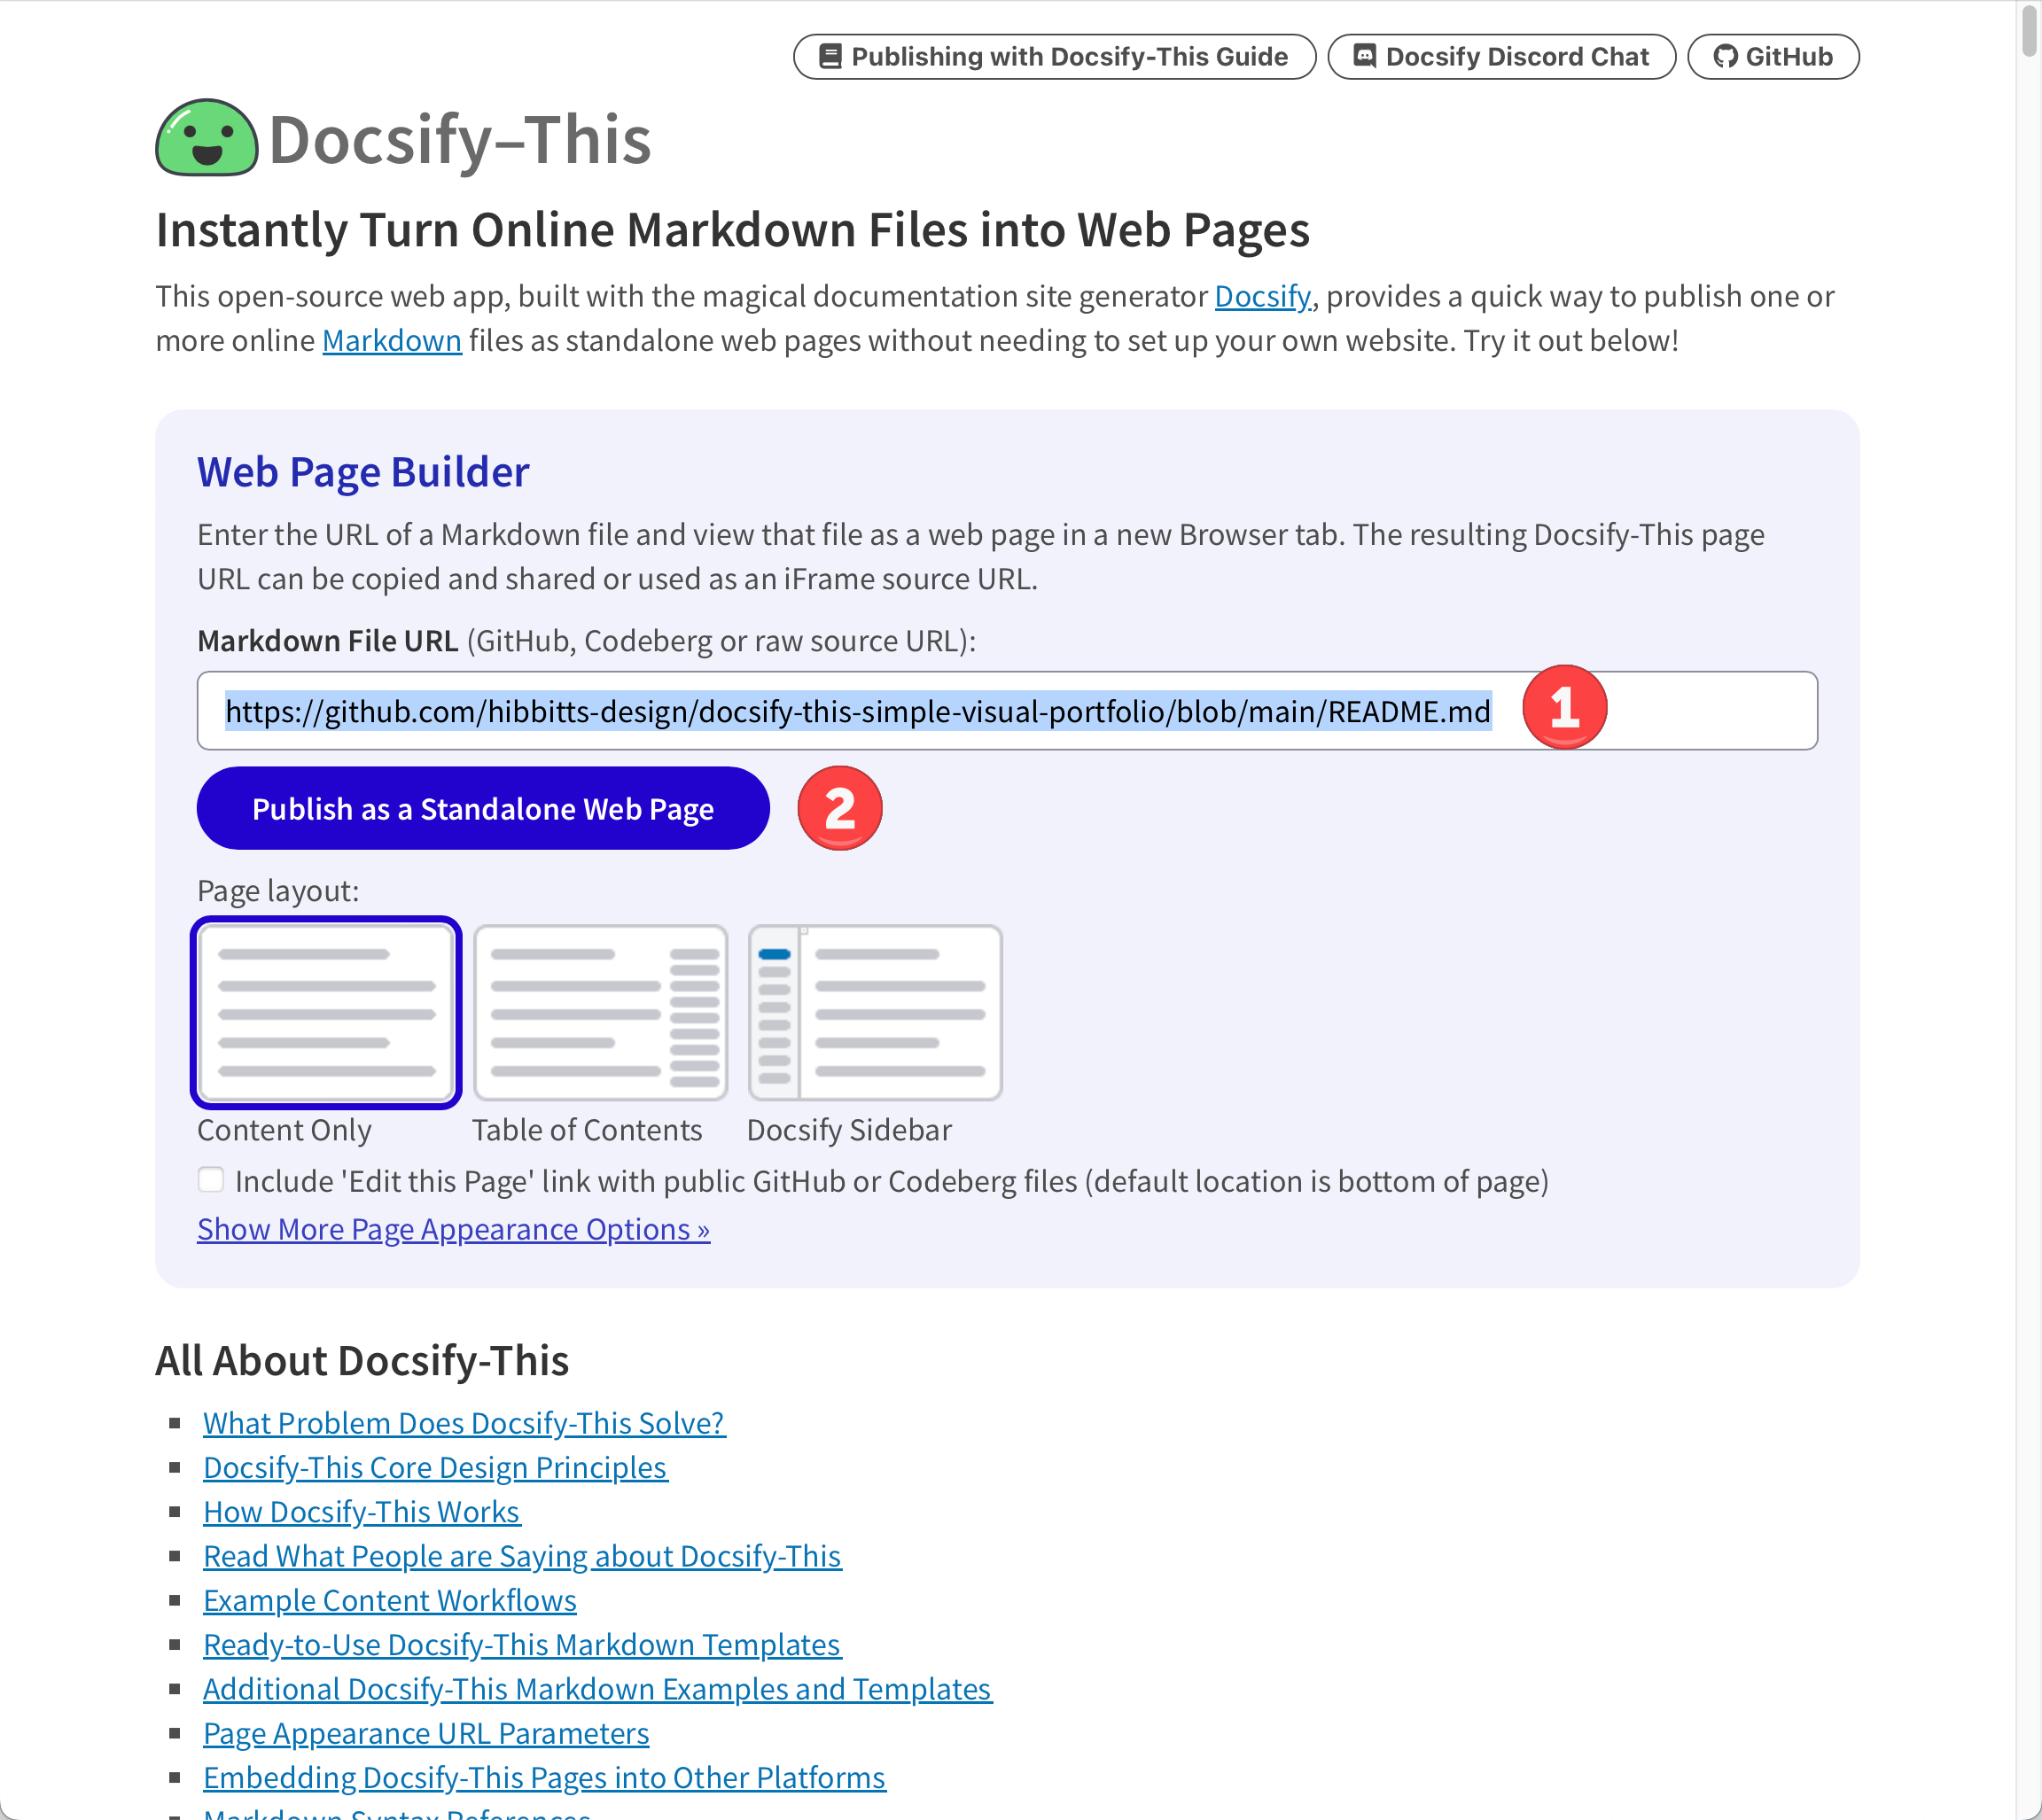 Publishing with Docsify-This Guide
Docsify Discord Chat
GitHub
Docsify–This
Instantly Turn Online Markdown Files into Web Pages
This open-source web app, built with the magical documentation site generator Docsify, provides a quick way to publish one or
more online Markdown files as standalone web pages without needing to set up your own website. Try it out below!
Web Page Builder
Enter the URL of a Markdown file and view that file as a web page in a new Browser tab. The resulting Docsify-This page
URL can be copied and shared or used as an iFrame source URL.
Markdown File URL (GitHub, Codeberg or raw source URL):
https://github.com/hibbitts-design/docsify-this-simple-visual-portfolio/blob/main/README.md
1
Publish as a Standalone Web Page
2
Page layout:
Content Only
Table of Contents
Docsify Sidebar
Include 'Edit this Page' link with public GitHub or Codeberg files (default location is bottom of page)
Show More Page Appearance Options »
All About Docsify-This
What Problem Does Docsify-This Solve?
Docsify-This Core Design Principles
How Docsify-This Works
Read What People are Saying about Docsify-This
Example Content Workflows
Ready-to-Use Docsify-This Markdown Templates
Additional Docsify-This Markdown Examples and Templates
Page Appearance URL Parameters
Embedding Docsify-This Pages into Other Platforms
Markdown Syntax References